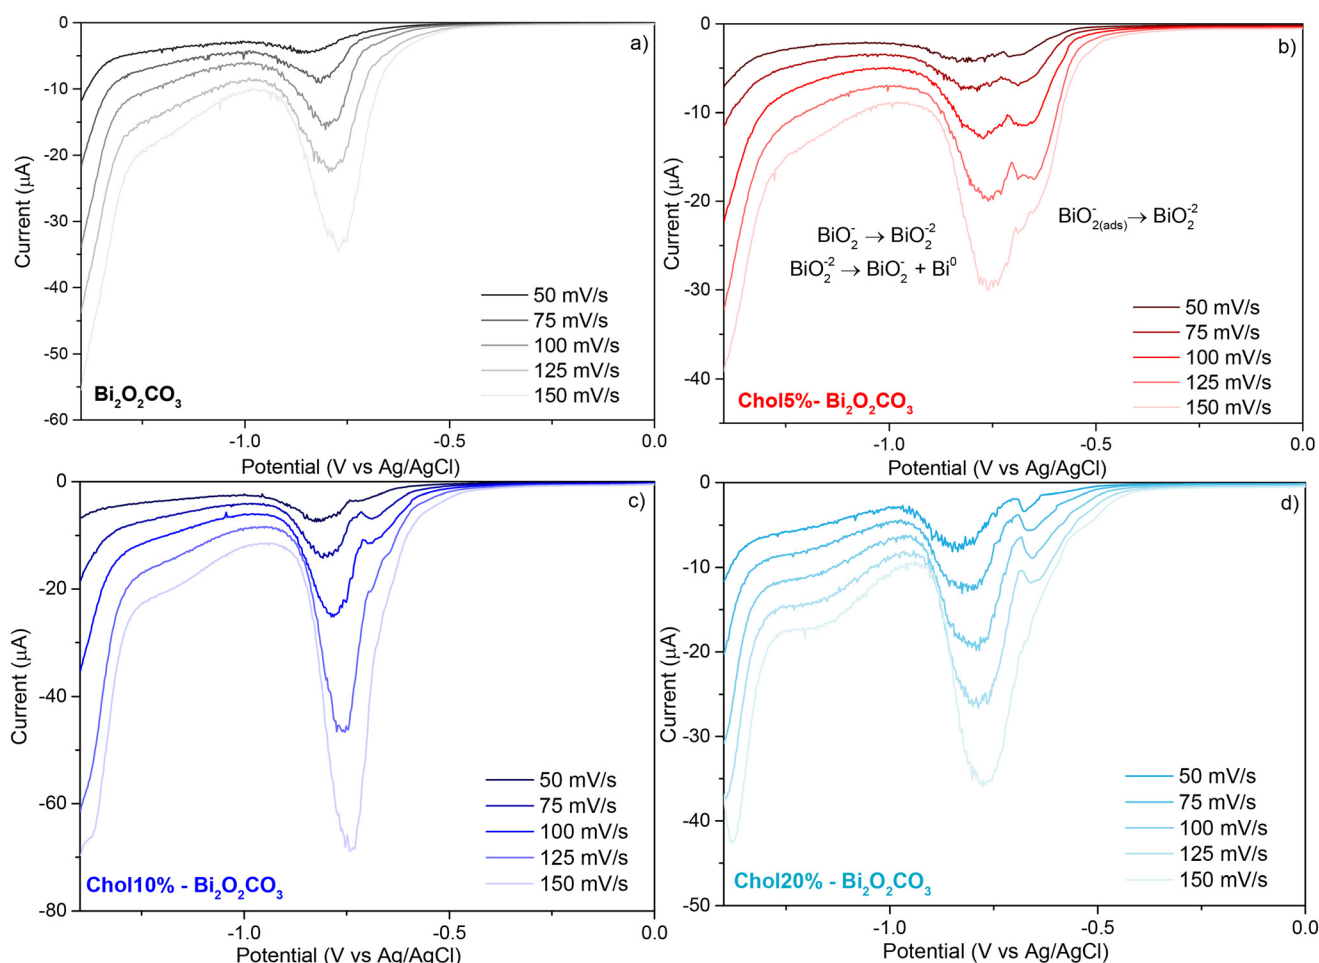 a)
0
-10
-20
-30
-40
-50
-60
Current (μA)
50 mV/s
75 mV/s
100 mV/s
125 mV/s
150 mV/s
Bi₂O₂CO₃
-1.0
-0.5
0.0
Potential (V vs Ag/AgCl)
b)
0
-10
-20
-30
-40
Current (μA)
BiO₂⁻ → BiO₂⁻²
BiO₂⁻² → BiO₂⁻ + Bi⁰
BiO₂₍ads₎⁻ → BiO₂⁻²
50 mV/s
75 mV/s
100 mV/s
125 mV/s
150 mV/s
Chol5%- Bi₂O₂CO₃
-1.0
-0.5
0.0
Potential (V vs Ag/AgCl)
c)
0
-20
-40
-60
-80
Current (μA)
50 mV/s
75 mV/s
100 mV/s
125 mV/s
150 mV/s
Chol10% - Bi₂O₂CO₃
-1.0
-0.5
0.0
Potential (V vs Ag/AgCl)
d)
0
-10
-20
-30
-40
-50
Current (μA)
50 mV/s
75 mV/s
100 mV/s
125 mV/s
150 mV/s
Chol20% - Bi₂O₂CO₃
-1.0
-0.5
0.0
Potential (V vs Ag/AgCl)